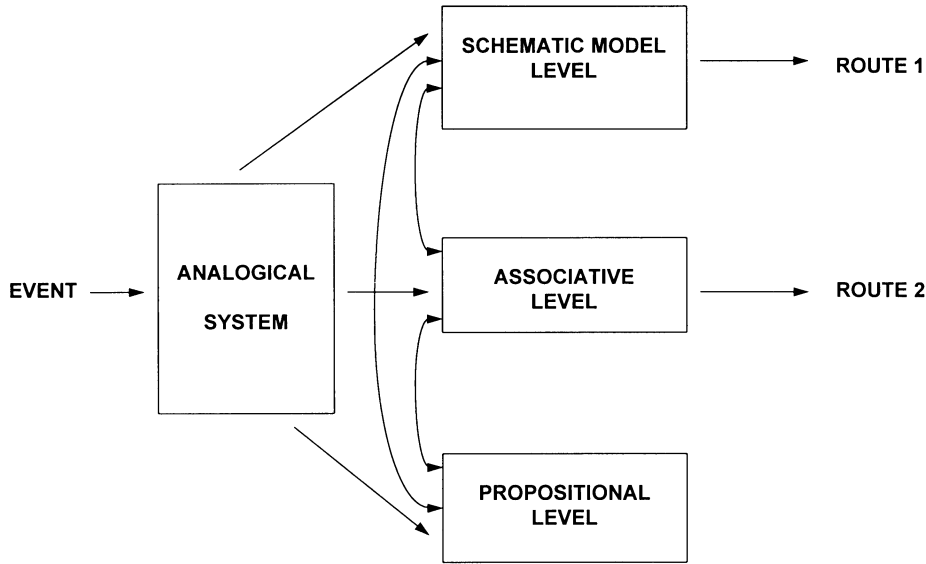 SCHEMATIC MODEL
LEVEL
ROUTE 1
EVENT
ANALOGICAL
SYSTEM
ASSOCIATIVE
LEVEL
ROUTE 2
PROPOSITIONAL
LEVEL